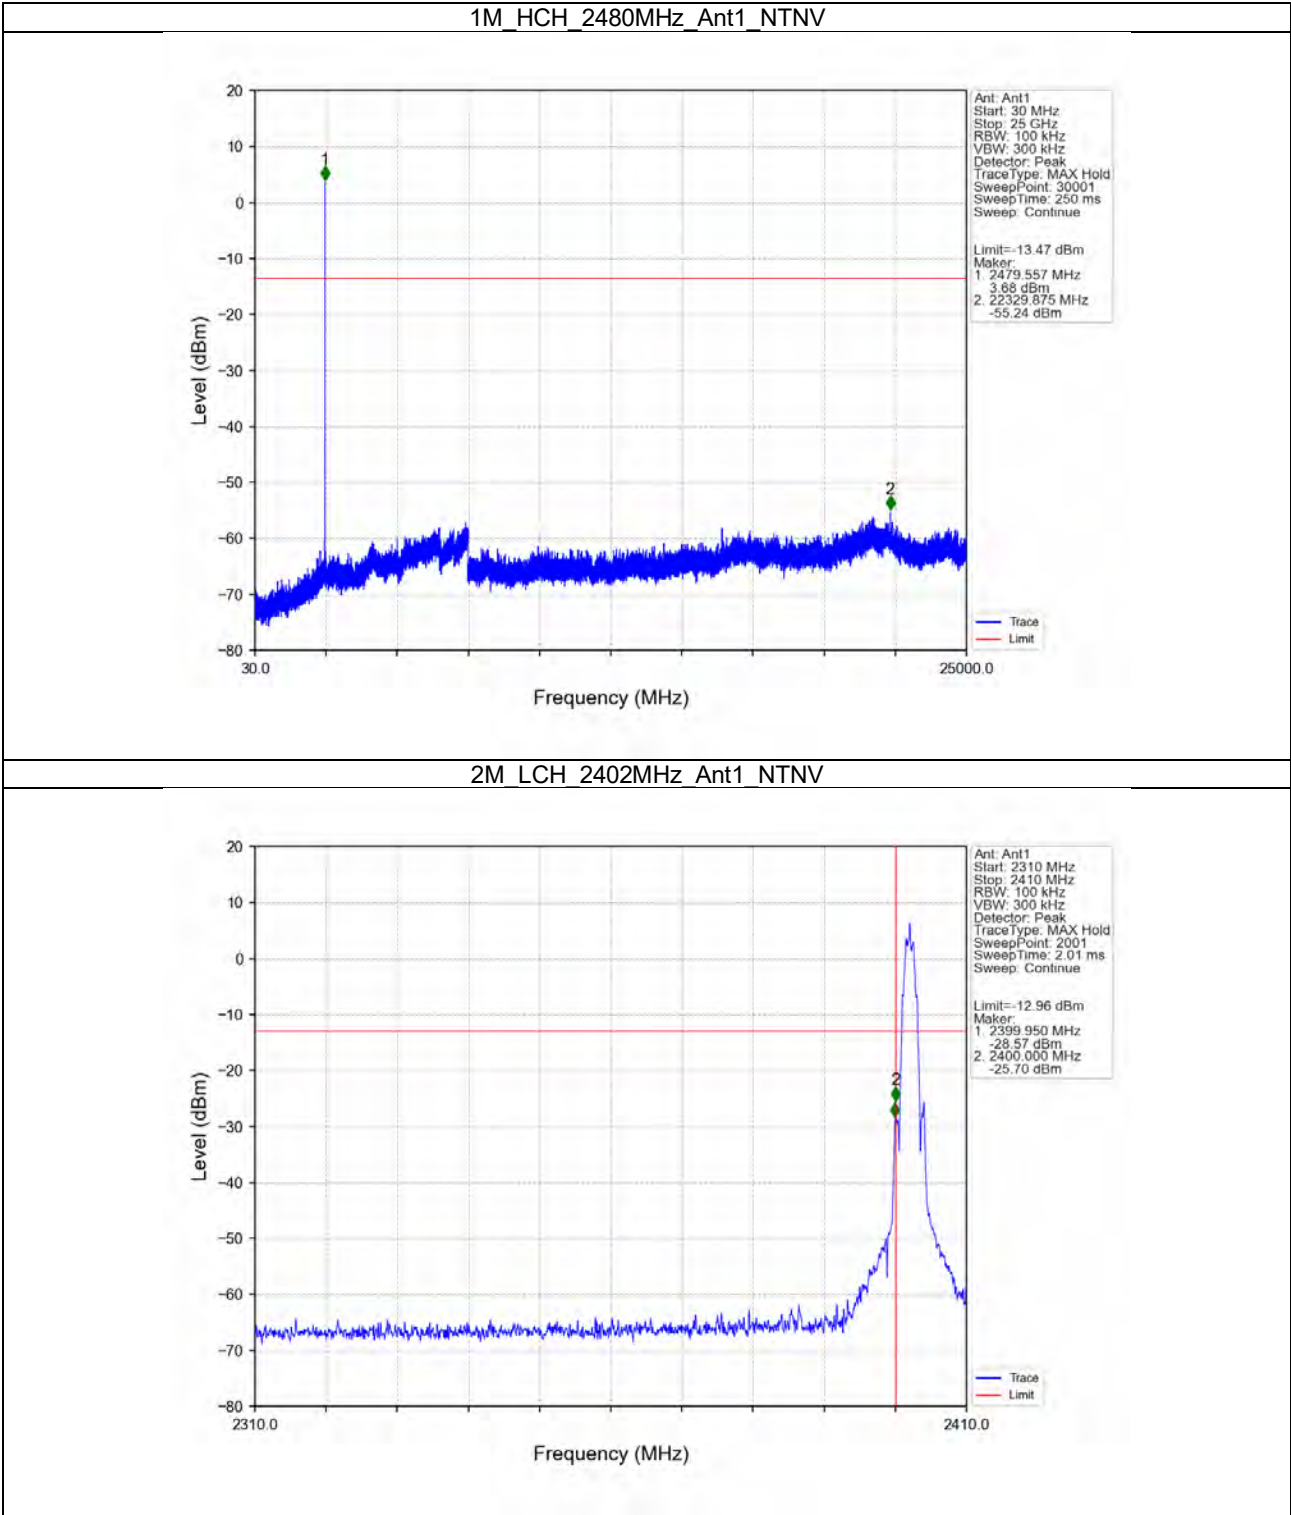 1M_HCH_2480MHz_Ant1_NTNV
20
10
0
−10
−20
−30
−40
−50
−60
−70
−80
Level (dBm)
1
2
30.0
25000.0
Frequency (MHz)
Ant: Ant1
Start: 30 MHz
Stop: 25 GHz
RBW: 100 kHz
VBW: 300 kHz
Detector: Peak
TraceType: MAX Hold
SweepPoint: 30001
SweepTime: 250 ms
Sweep: Continue
Limit=-13.47 dBm
Maker:
1. 2479.557 MHz
3.68 dBm
2. 22329.875 MHz
-55.24 dBm
Trace
Limit
2M_LCH_2402MHz_Ant1_NTNV
20
10
0
−10
−20
−30
−40
−50
−60
−70
−80
Level (dBm)
2
2310.0
2410.0
Frequency (MHz)
Ant: Ant1
Start: 2310 MHz
Stop: 2410 MHz
RBW: 100 kHz
VBW: 300 kHz
Detector: Peak
TraceType: MAX Hold
SweepPoint: 2001
SweepTime: 2.01 ms
Sweep: Continue
Limit=-12.96 dBm
Maker:
1. 2399.950 MHz
-28.57 dBm
2. 2400.000 MHz
-25.70 dBm
Trace
Limit